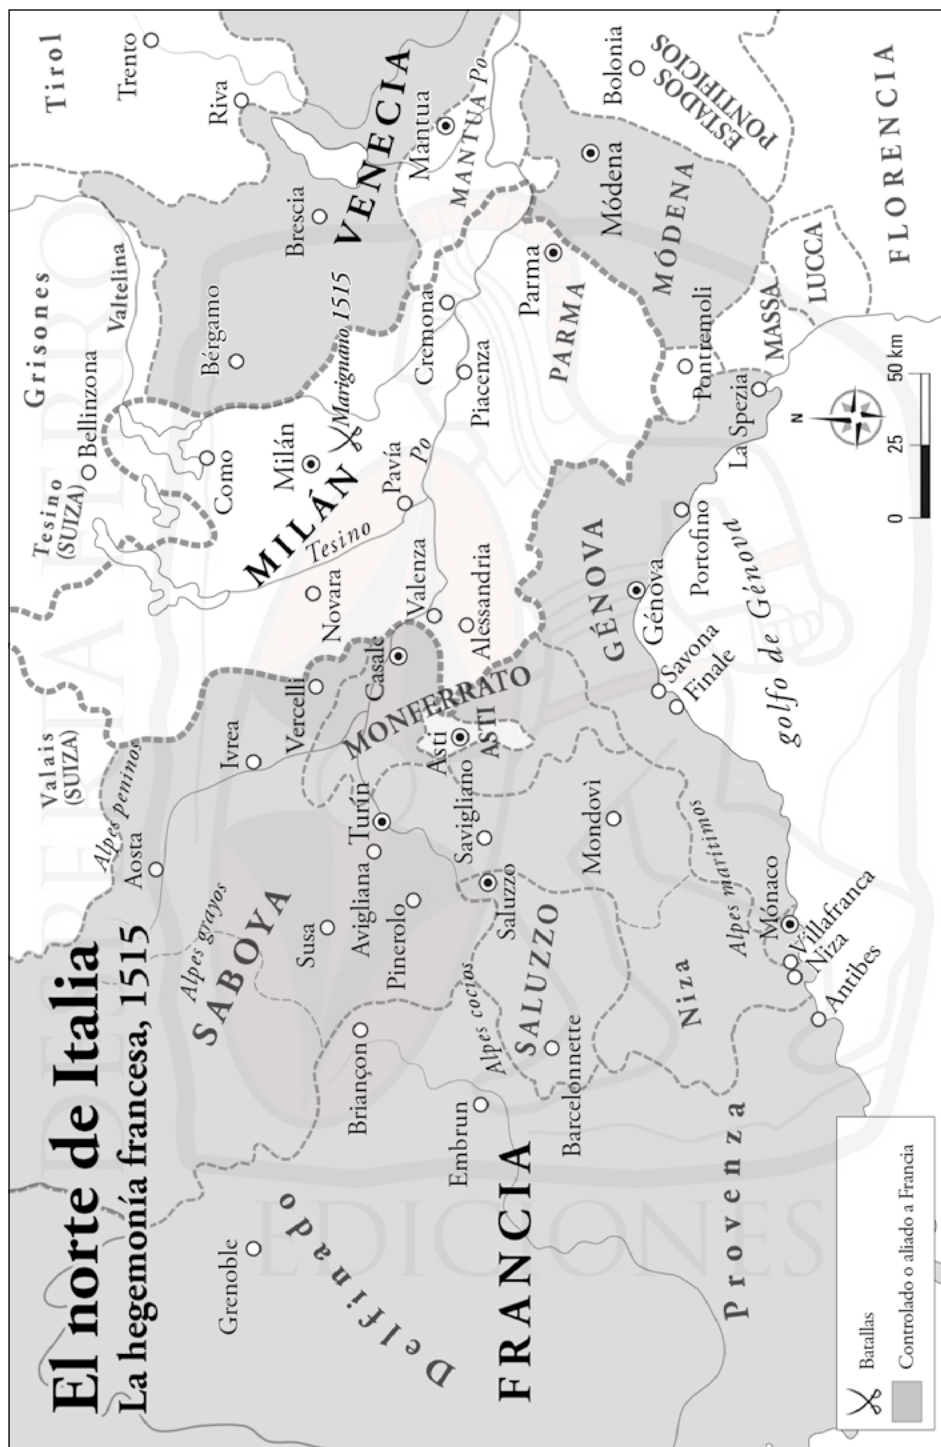 El norte de Italia
La hegemonía francesa, 1515
Valais
(SUIZA)
Tesino
(SUIZA)
Grisones
Tirol
Bellinzona
Valtelina
Trento
Riva
Alpes peninos
Aosta
Alpes grayos
SABOYA
Ivrea
Vercelli
Novara
Como
Milán
MILÁN
Tesino
Marignano 1515
Bérgamo
Brescia
VENECIA
Mantua
MANTUA
Po
Grenoble
Delfinado
Briançon
Susa
Avigliana
Turín
Pinerolo
Casale
MONFERRATO
Valenza
Pavía
Po
Cremona
Piacenza
Alessandria
Asti
ASTI
Embrun
Alpes cocios
Saluzzo
SALUZZO
Savigliano
Barcelonnette
Mondovì
FRANCIA
Parma
PARMA
Módena
MÓDENA
Bolonia
ESTADOS
PONTIFICIOS
GÉNOVA
Génova
Savona
Finale
Portofino
golfo de Génova
Pontremoli
La Spezia
MASSA
LUCCA
FLORENCIA
Niza
Alpes marítimos
Mónaco
Villafranca
Niza
Antibes
Provenza
N
0 25 50 km
Batallas
Controlado o aliado a Francia
DESPERTA FERRO
EDICIONES